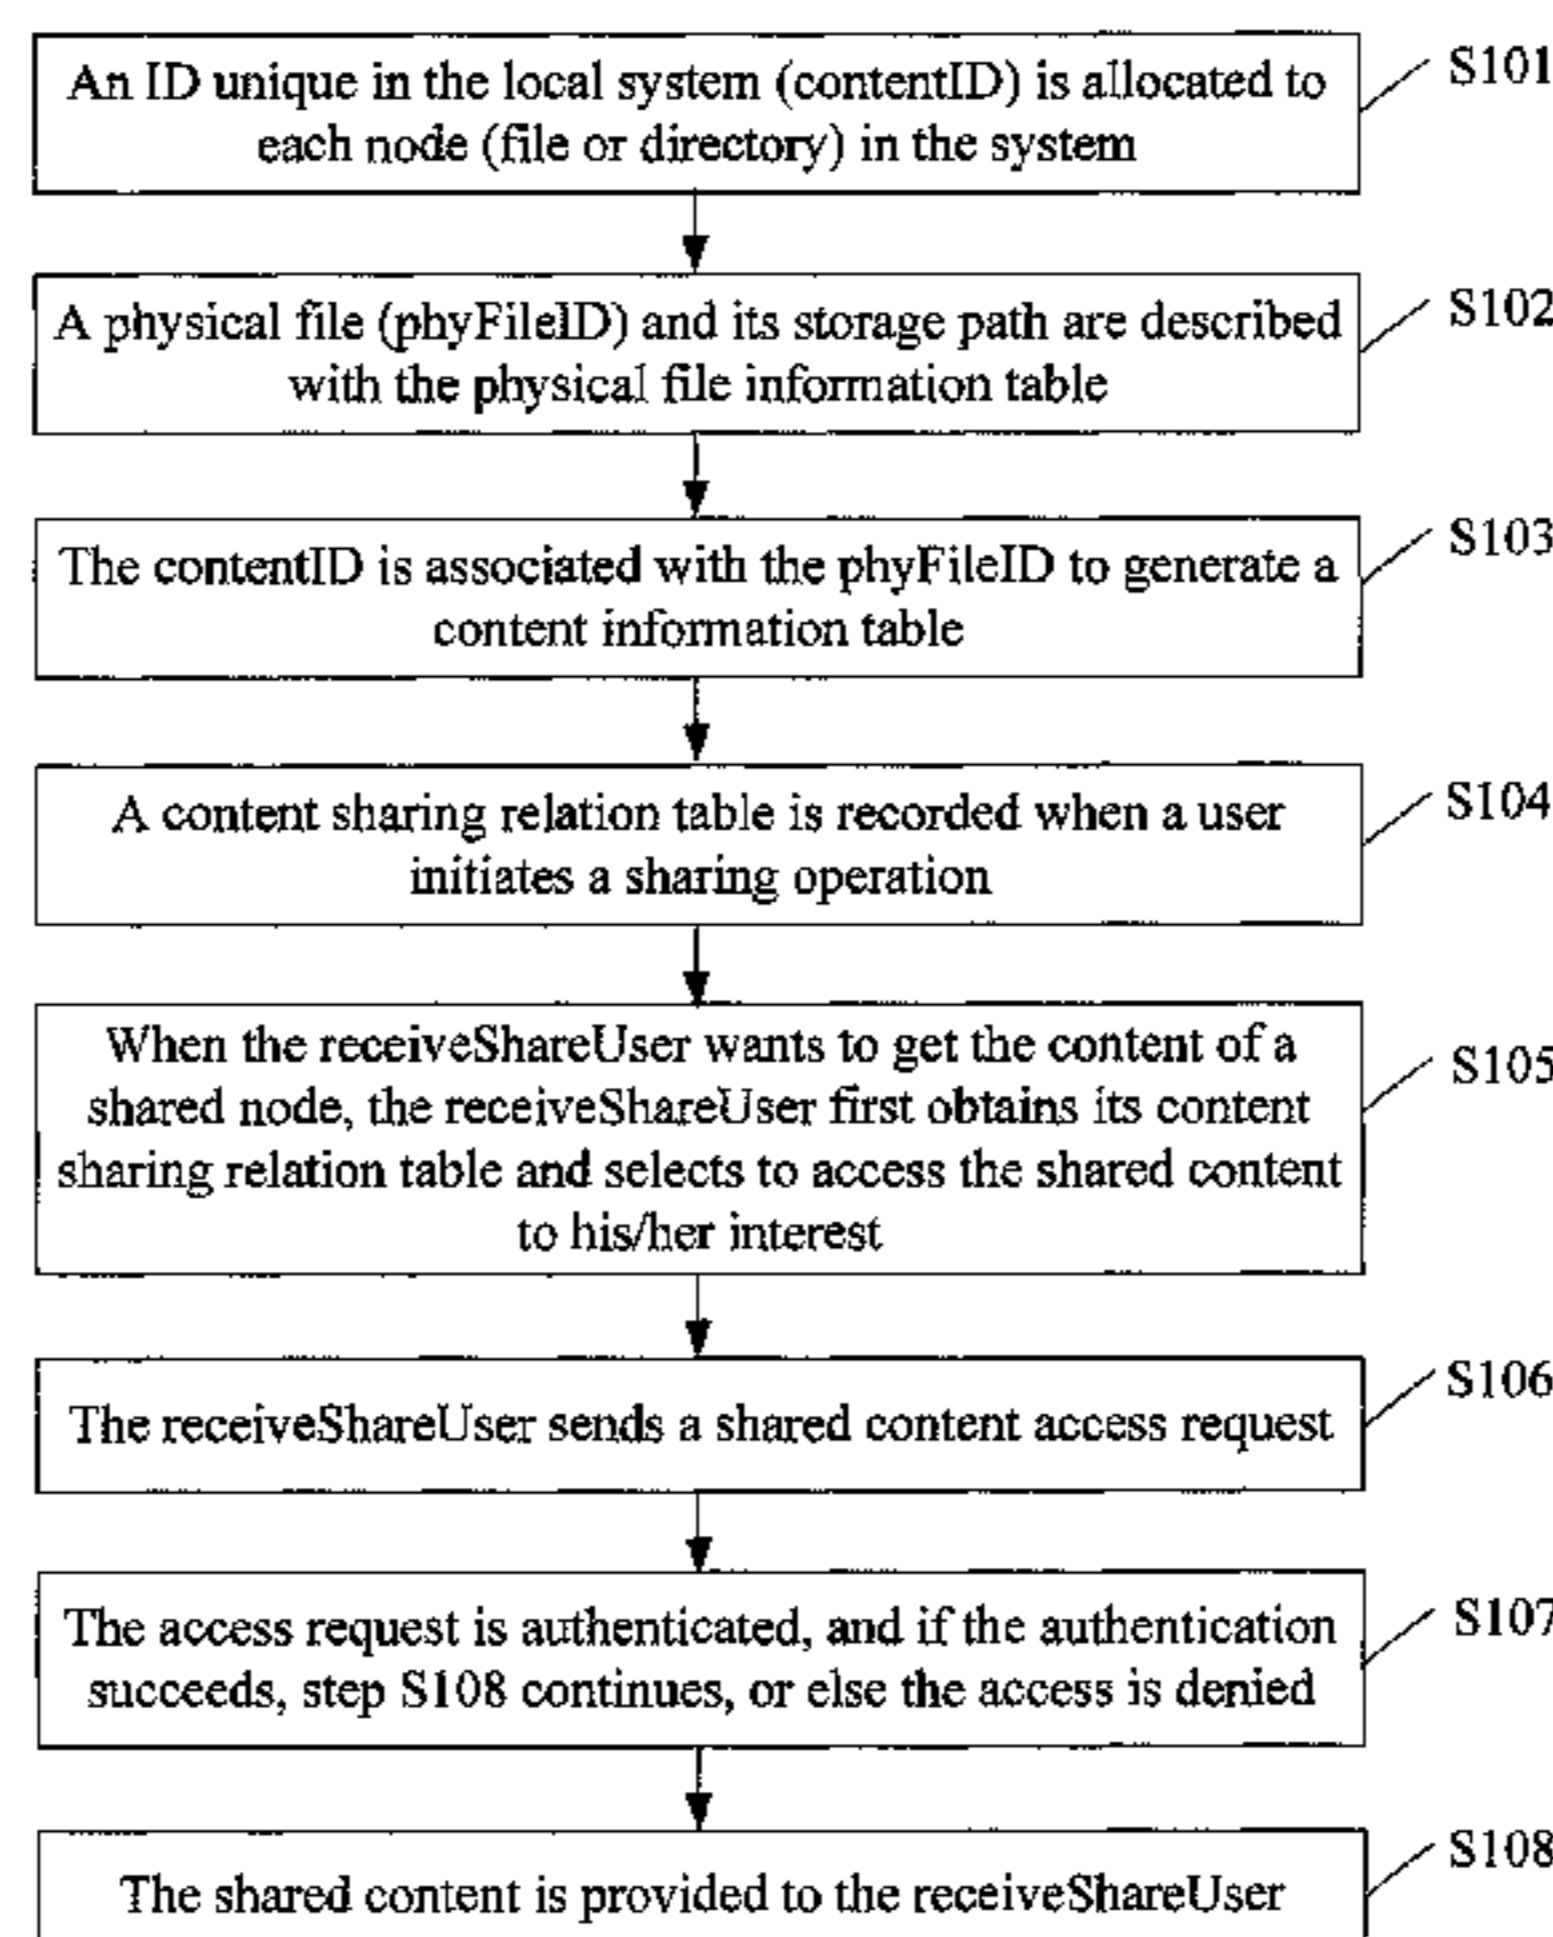 An ID unique in the local system (contentID) is allocated to
each node (file or directory) in the system
S101
A physical file (phyFileID) and its storage path are described
with the physical file information table
S102
The contentID is associated with the phyFileID to generate a
content information table
S103
A content sharing relation table is recorded when a user
initiates a sharing operation
S104
When the receiveShareUser wants to get the content of a
shared node, the receiveShareUser first obtains its content
sharing relation table and selects to access the shared content
to his/her interest
S105
The receiveShareUser sends a shared content access request
S106
The access request is authenticated, and if the authentication
succeeds, step S108 continues, or else the access is denied
S107
The shared content is provided to the receiveShareUser
S108